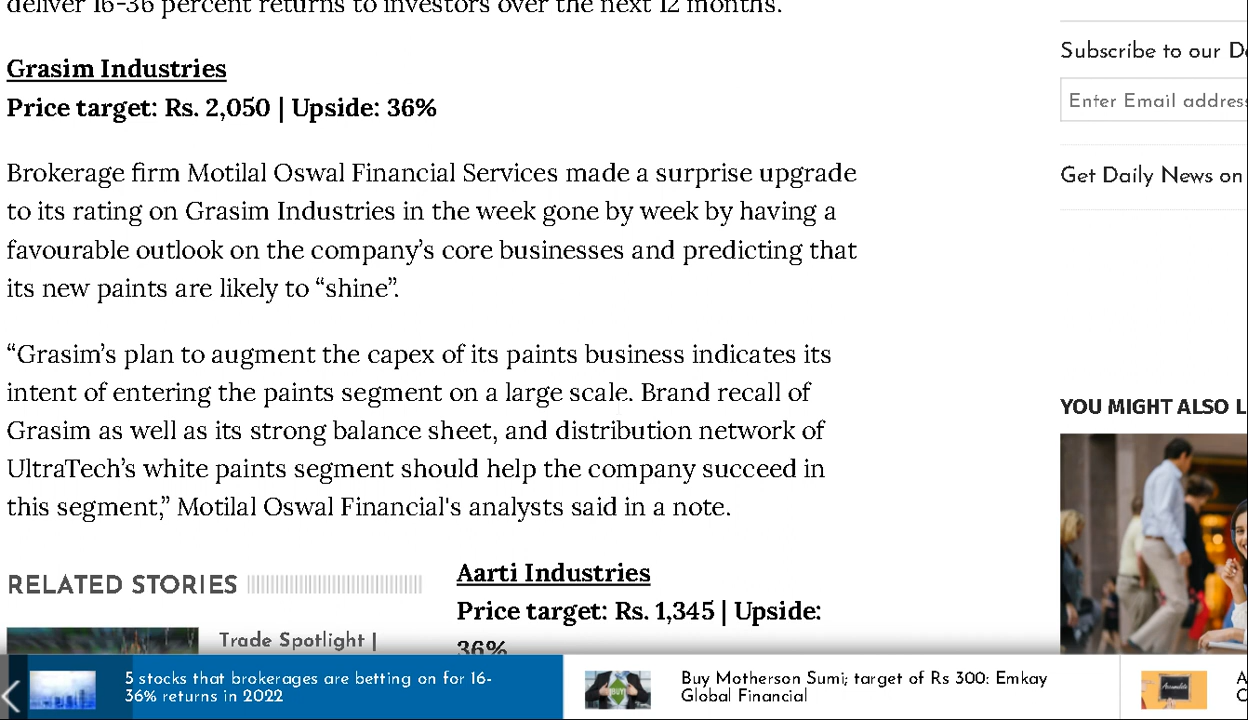 deliver 16-36 percent returns to investors over the next 12 months.
Grasim Industries
Price target: Rs. 2,050 | Upside: 36%
Brokerage firm Motilal Oswal Financial Services made a surprise upgrade
to its rating on Grasim Industries in the week gone by week by having a
favourable outlook on the company’s core businesses and predicting that
its new paints are likely to “shine”.
“Grasim’s plan to augment the capex of its paints business indicates its
intent of entering the paints segment on a large scale. Brand recall of
Grasim as well as its strong balance sheet, and distribution network of
UltraTech’s white paints segment should help the company succeed in
this segment,” Motilal Oswal Financial's analysts said in a note.
RELATED STORIES
Trade Spotlight |
Aarti Industries
Price target: Rs. 1,345 | Upside:
36%
Subscribe to our D
Enter Email address
Get Daily News on
YOU MIGHT ALSO L
5 stocks that brokerages are betting on for 16-
36% returns in 2022
BUY!
Buy Motherson Sumi; target of Rs 300: Emkay
Global Financial
Accumulate
A